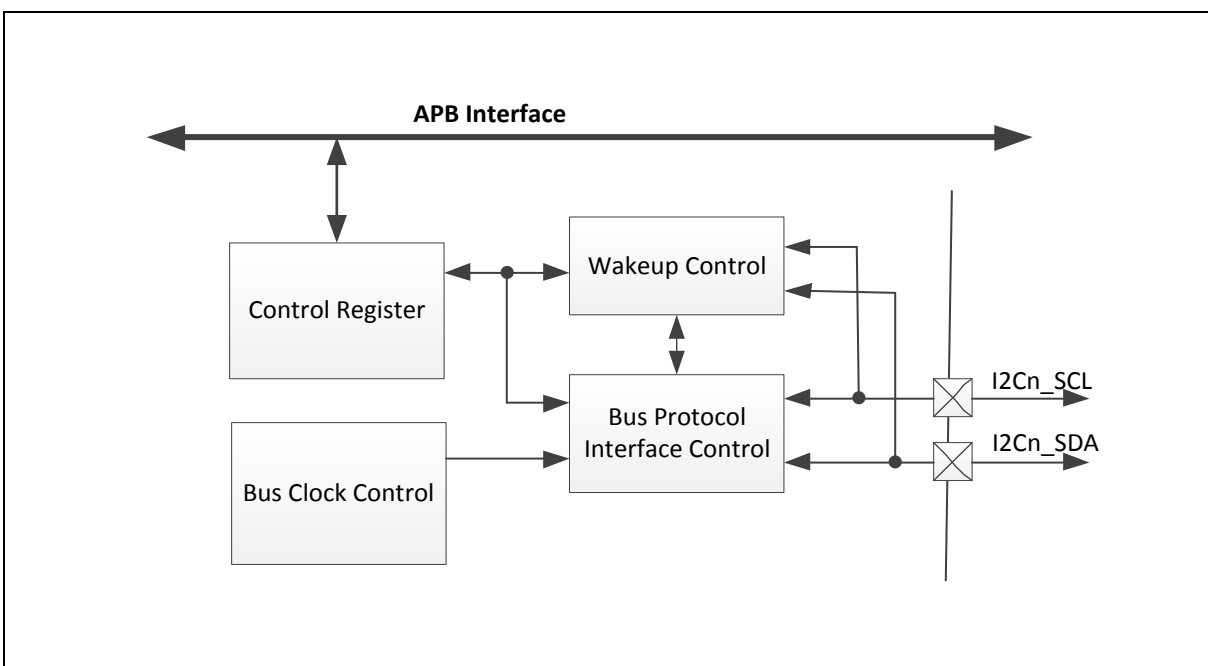 APB Interface
Wakeup Control
Control Register
I2Cn_SCL
Bus Protocol
Interface Control
I2Cn_SDA
Bus Clock Control